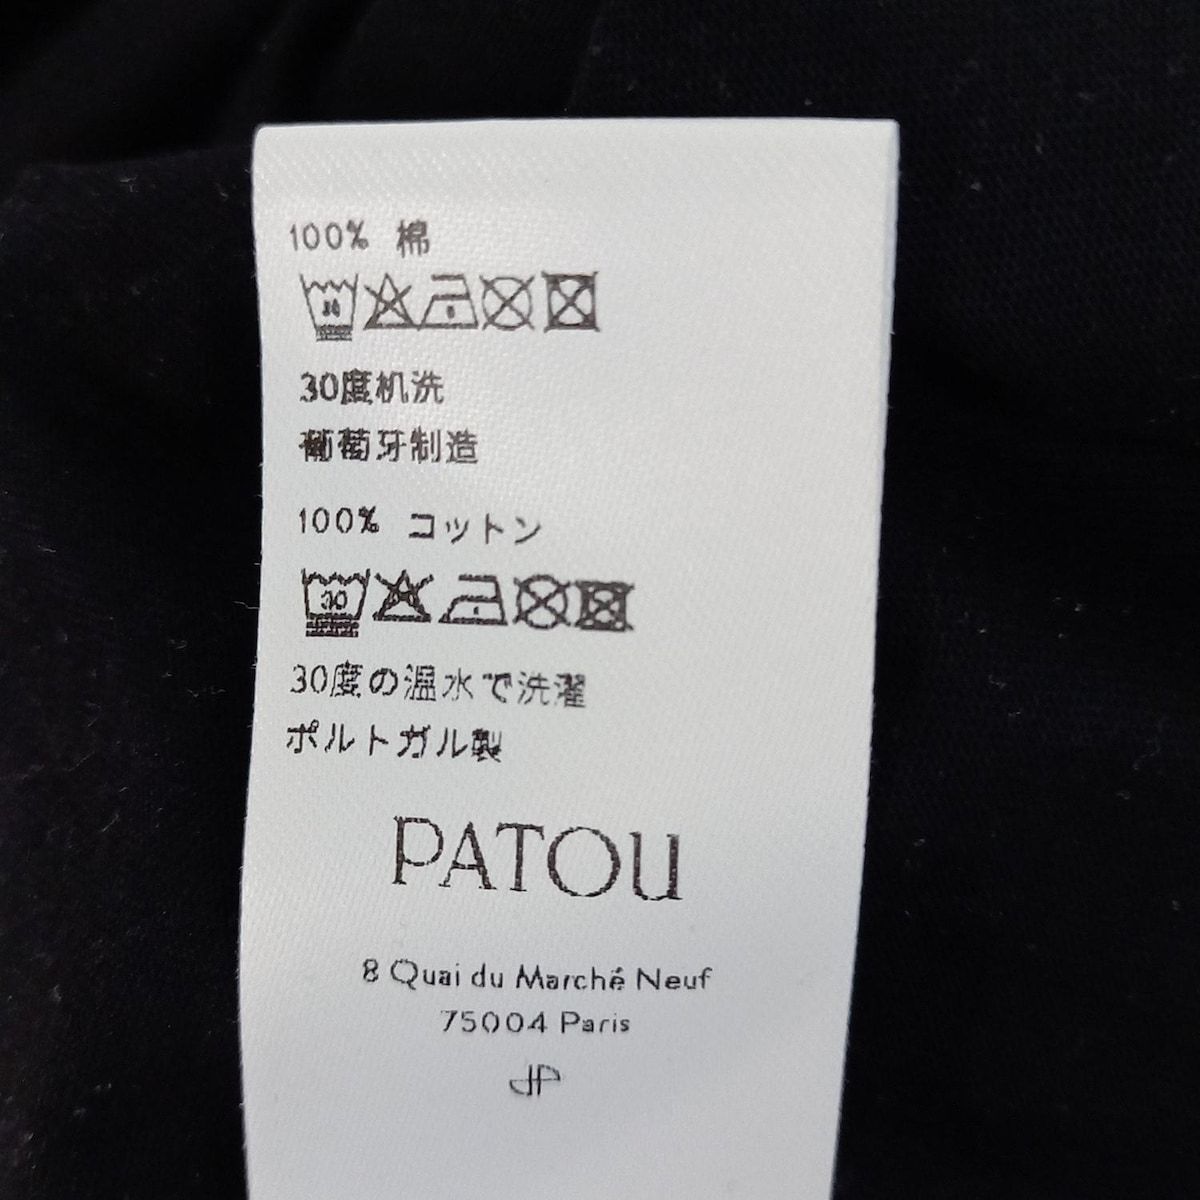 100% 棉
30度机洗
葡萄牙制造
100% コットン
30
30度の温水で洗濯
ポルトガル製
PATOU
8 Quai du Marché Neuf
75004 Paris
JP